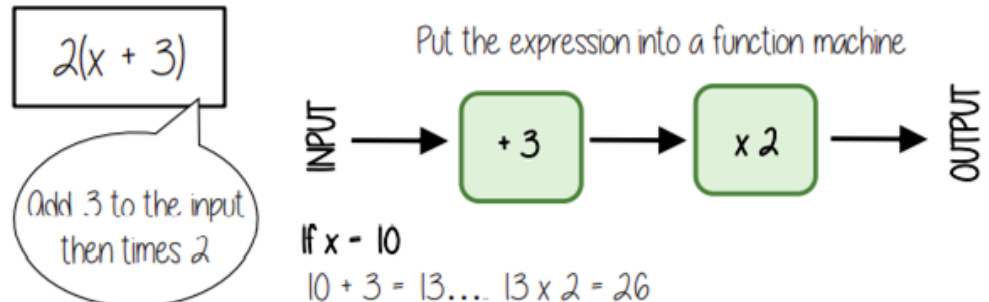 2(x + 3)
Put the expression into a function machine
INPUT
+ 3
x 2
OUTPUT
Add 3 to the input
then times 2
If x - 10
10 + 3 = 13.... 13 x 2 = 26